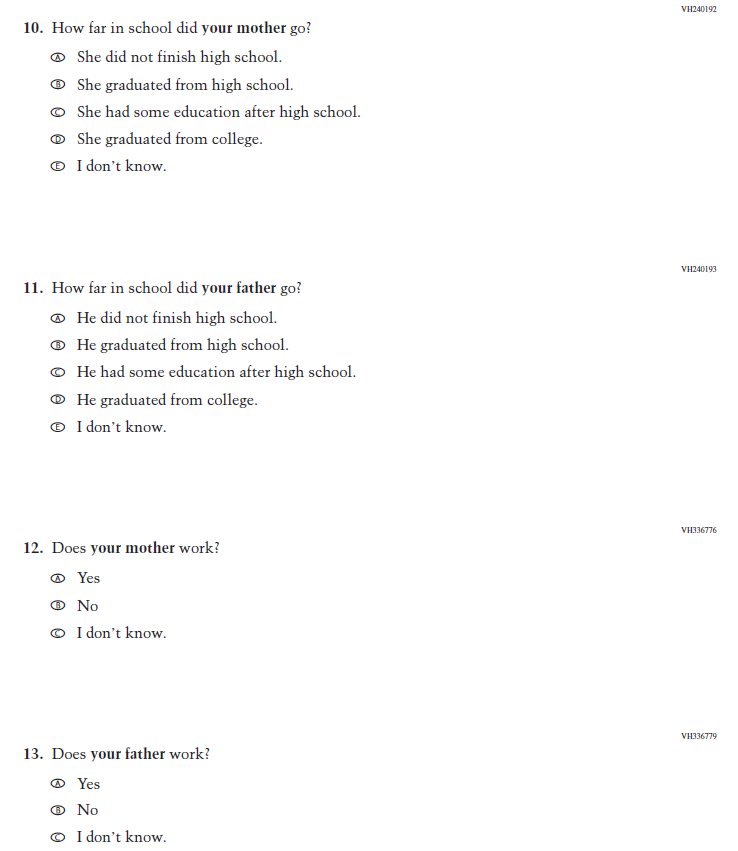 VH240192
10. How far in school did your mother go?
A She did not finish high school.
B She graduated from high school.
C She had some education after high school.
D She graduated from college.
E I don’t know.
VH240193
11. How far in school did your father go?
A He did not finish high school.
B He graduated from high school.
C He had some education after high school.
D He graduated from college.
E I don’t know.
VH336776
12. Does your mother work?
A Yes
B No
C I don’t know.
VH336779
13. Does your father work?
A Yes
B No
C I don’t know.